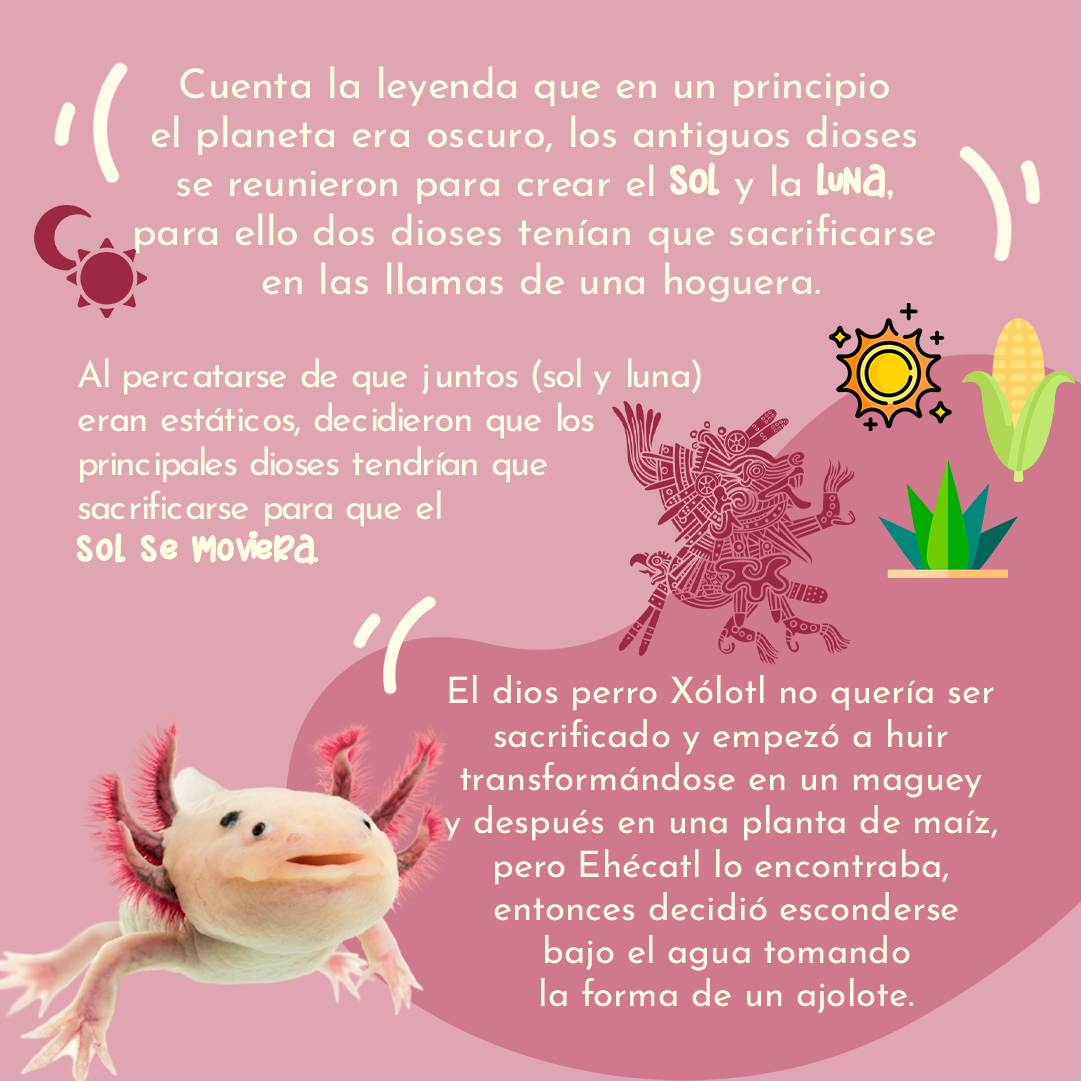 Cuenta la leyenda que en un principio
el planeta era oscuro, los antiguos dioses
se reunieron para crear el SOL y la LUNA,
para ello dos dioses tenían que sacrificarse
en las llamas de una hoguera.
Al percatarse de que juntos (sol y luna)
eran estáticos, decidieron que los
principales dioses tendrían que
sacrificarse para que el
SOL Se MOVieRa.
El dios perro Xólotl no quería ser
sacrificado y empezó a huir
transformándose en un maguey
y después en una planta de maíz,
pero Ehécatl lo encontraba,
entonces decidió esconderse
bajo el agua tomando
la forma de un ajolote.